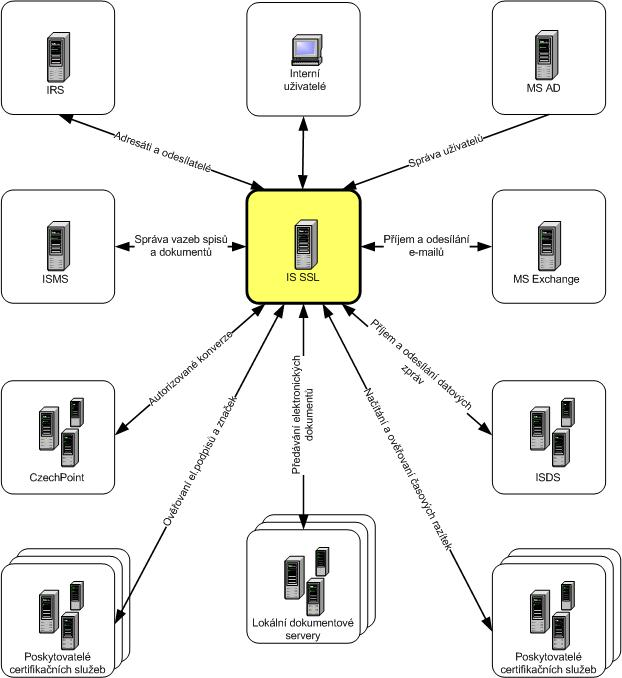 IRS
Interní
uživatelé
MS AD
Adresáti a odesílatelé
Správa uživatelů
ISMS
Správa vazeb spisů
a dokumentů
IS SSL
Příjem a odesílání
e-mailů
MS Exchange
Autorizované konverze
Ověřovaní el.podpisů a značek
Předávání elektronických
dokumentů
Načítání a ověřovaní časových razítek
Příjem a odesílání datových
zpráv
CzechPoint
ISDS
Poskytovatelé
certifikačních služeb
Lokální dokumentové
servery
Poskytovatelé
certifikačních služeb